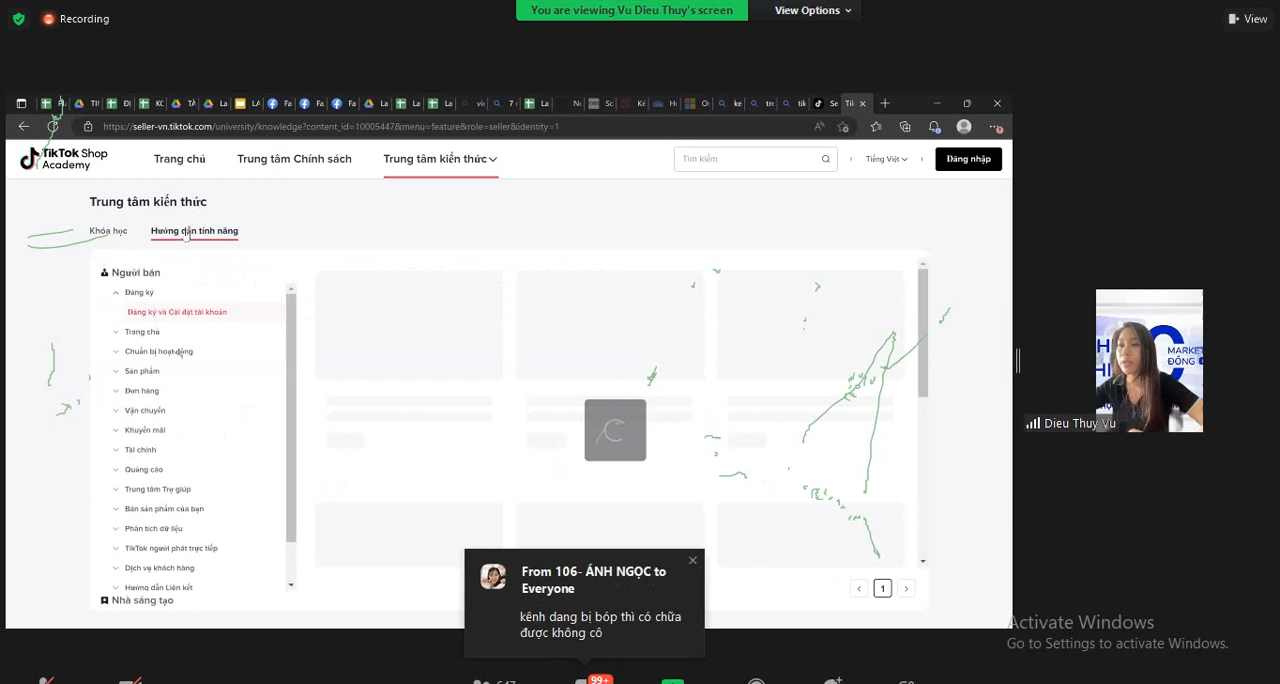 Recording
You are viewing Vu Dieu Thuy's screen
View Options
View
https://seller-vn.tiktok.com/university/knowledge?content_id=10005447&menu=feature&role=seller&identity=1
TikTok Shop
Academy
Trang chủ
Trung tâm Chính sách
Trung tâm kiến thức
Tìm kiếm
Tiếng Việt
Đăng nhập
Trung tâm kiến thức
Khóa học
Hướng dẫn tính năng
Người bán
Đăng ký
Đăng ký và Cài đặt tài khoản
Trang chủ
Chuẩn bị hoạt động
Sản phẩm
Đơn hàng
Vận chuyển
Khuyến mãi
Tài chính
Quảng cáo
Trung tâm Trợ giúp
Bán sản phẩm của bạn
Phân tích dữ liệu
TikTok người phát trực tiếp
Dịch vụ khách hàng
Hướng dẫn Liên kết
Nhà sáng tạo
1
MARKET
ĐÔNG
Dieu Thuy Vu
From 106- ÁNH NGỌC to
Everyone
kênh đang bị bóp thì có chữa
được không cô
Activate Windows
Go to Settings to activate Windows.
99+